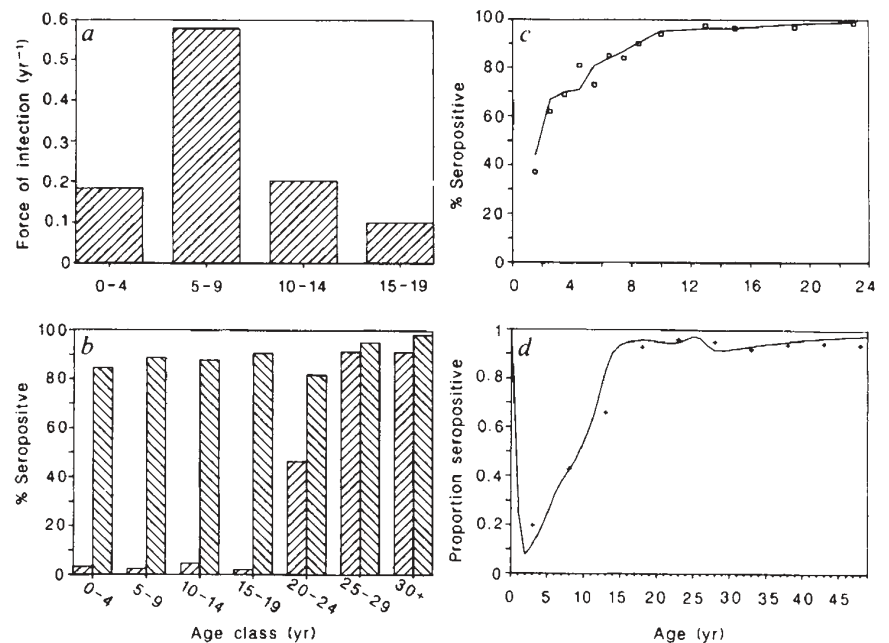 a
Force of infection (yr⁻¹)
0.6
0.5
0.4
0.3
0.2
0.1
0
0-4 5-9 10-14 15-19
c
% Seropositive
100
80
60
40
20
0
0 4 8 12 16 20 24
b
% Seropositve
100
80
60
40
20
0
0-4 5-9 10-14 15-19 20-24 25-29 30+
Age class (yr)
d
Proportion seropositive
1
0.8
0.6
0.4
0.2
0
0 5 10 15 20 25 30 35 40 45
Age (yr)